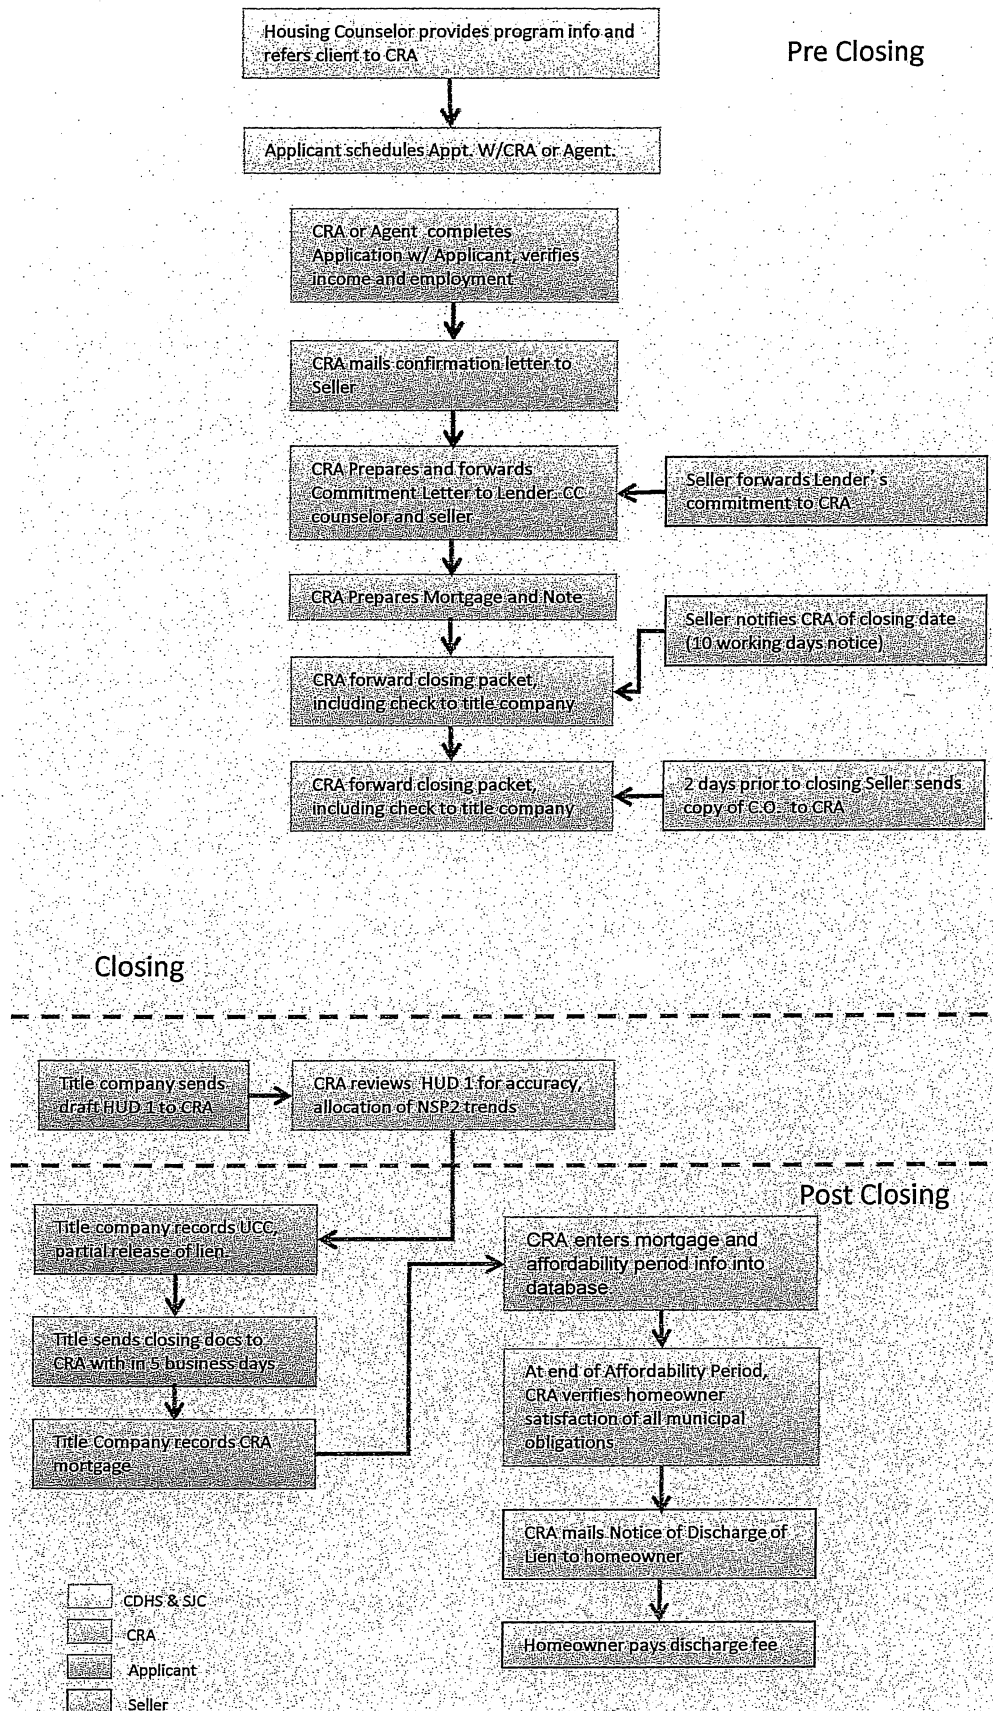 Housing Counselor provides program info and
refers client to CRA
Pre Closing
Applicant schedules Appt. W/CRA or Agent.
CRA or Agent completes
Application w/ Applicant, verifies
income and employment
CRA mails confirmation letter to
Seller
CRA Prepares and forwards
Commitment Letter to Lender. CC
counselor and seller
Seller forwards Lender's
commitment to CRA
CRA Prepares Mortgage and Note
Seller notifies CRA of closing date
(10 working days notice)
CRA forward closing packet,
including check to title company
CRA forward closing packet,
including check to title company
2 days prior to closing Seller sends
copy of C.O. to CRA
Closing
Title company sends
draft HUD 1 to CRA
CRA reviews HUD 1 for accuracy,
allocation of NSP2 trends
Post Closing
Title company records UCC,
partial release of lien.
Title sends closing docs to
CRA with in 5 business days
Title Company records CRA
mortgage
CRA enters mortgage and
affordability period info into
database
At end of Affordability Period,
CRA verifies homeowner
satisfaction of all municipal
obligations
CRA mails Notice of Discharge of
Lien to homeowner
Homeowner pays discharge fee
CDHS & SJC
CRA
Applicant
Seller